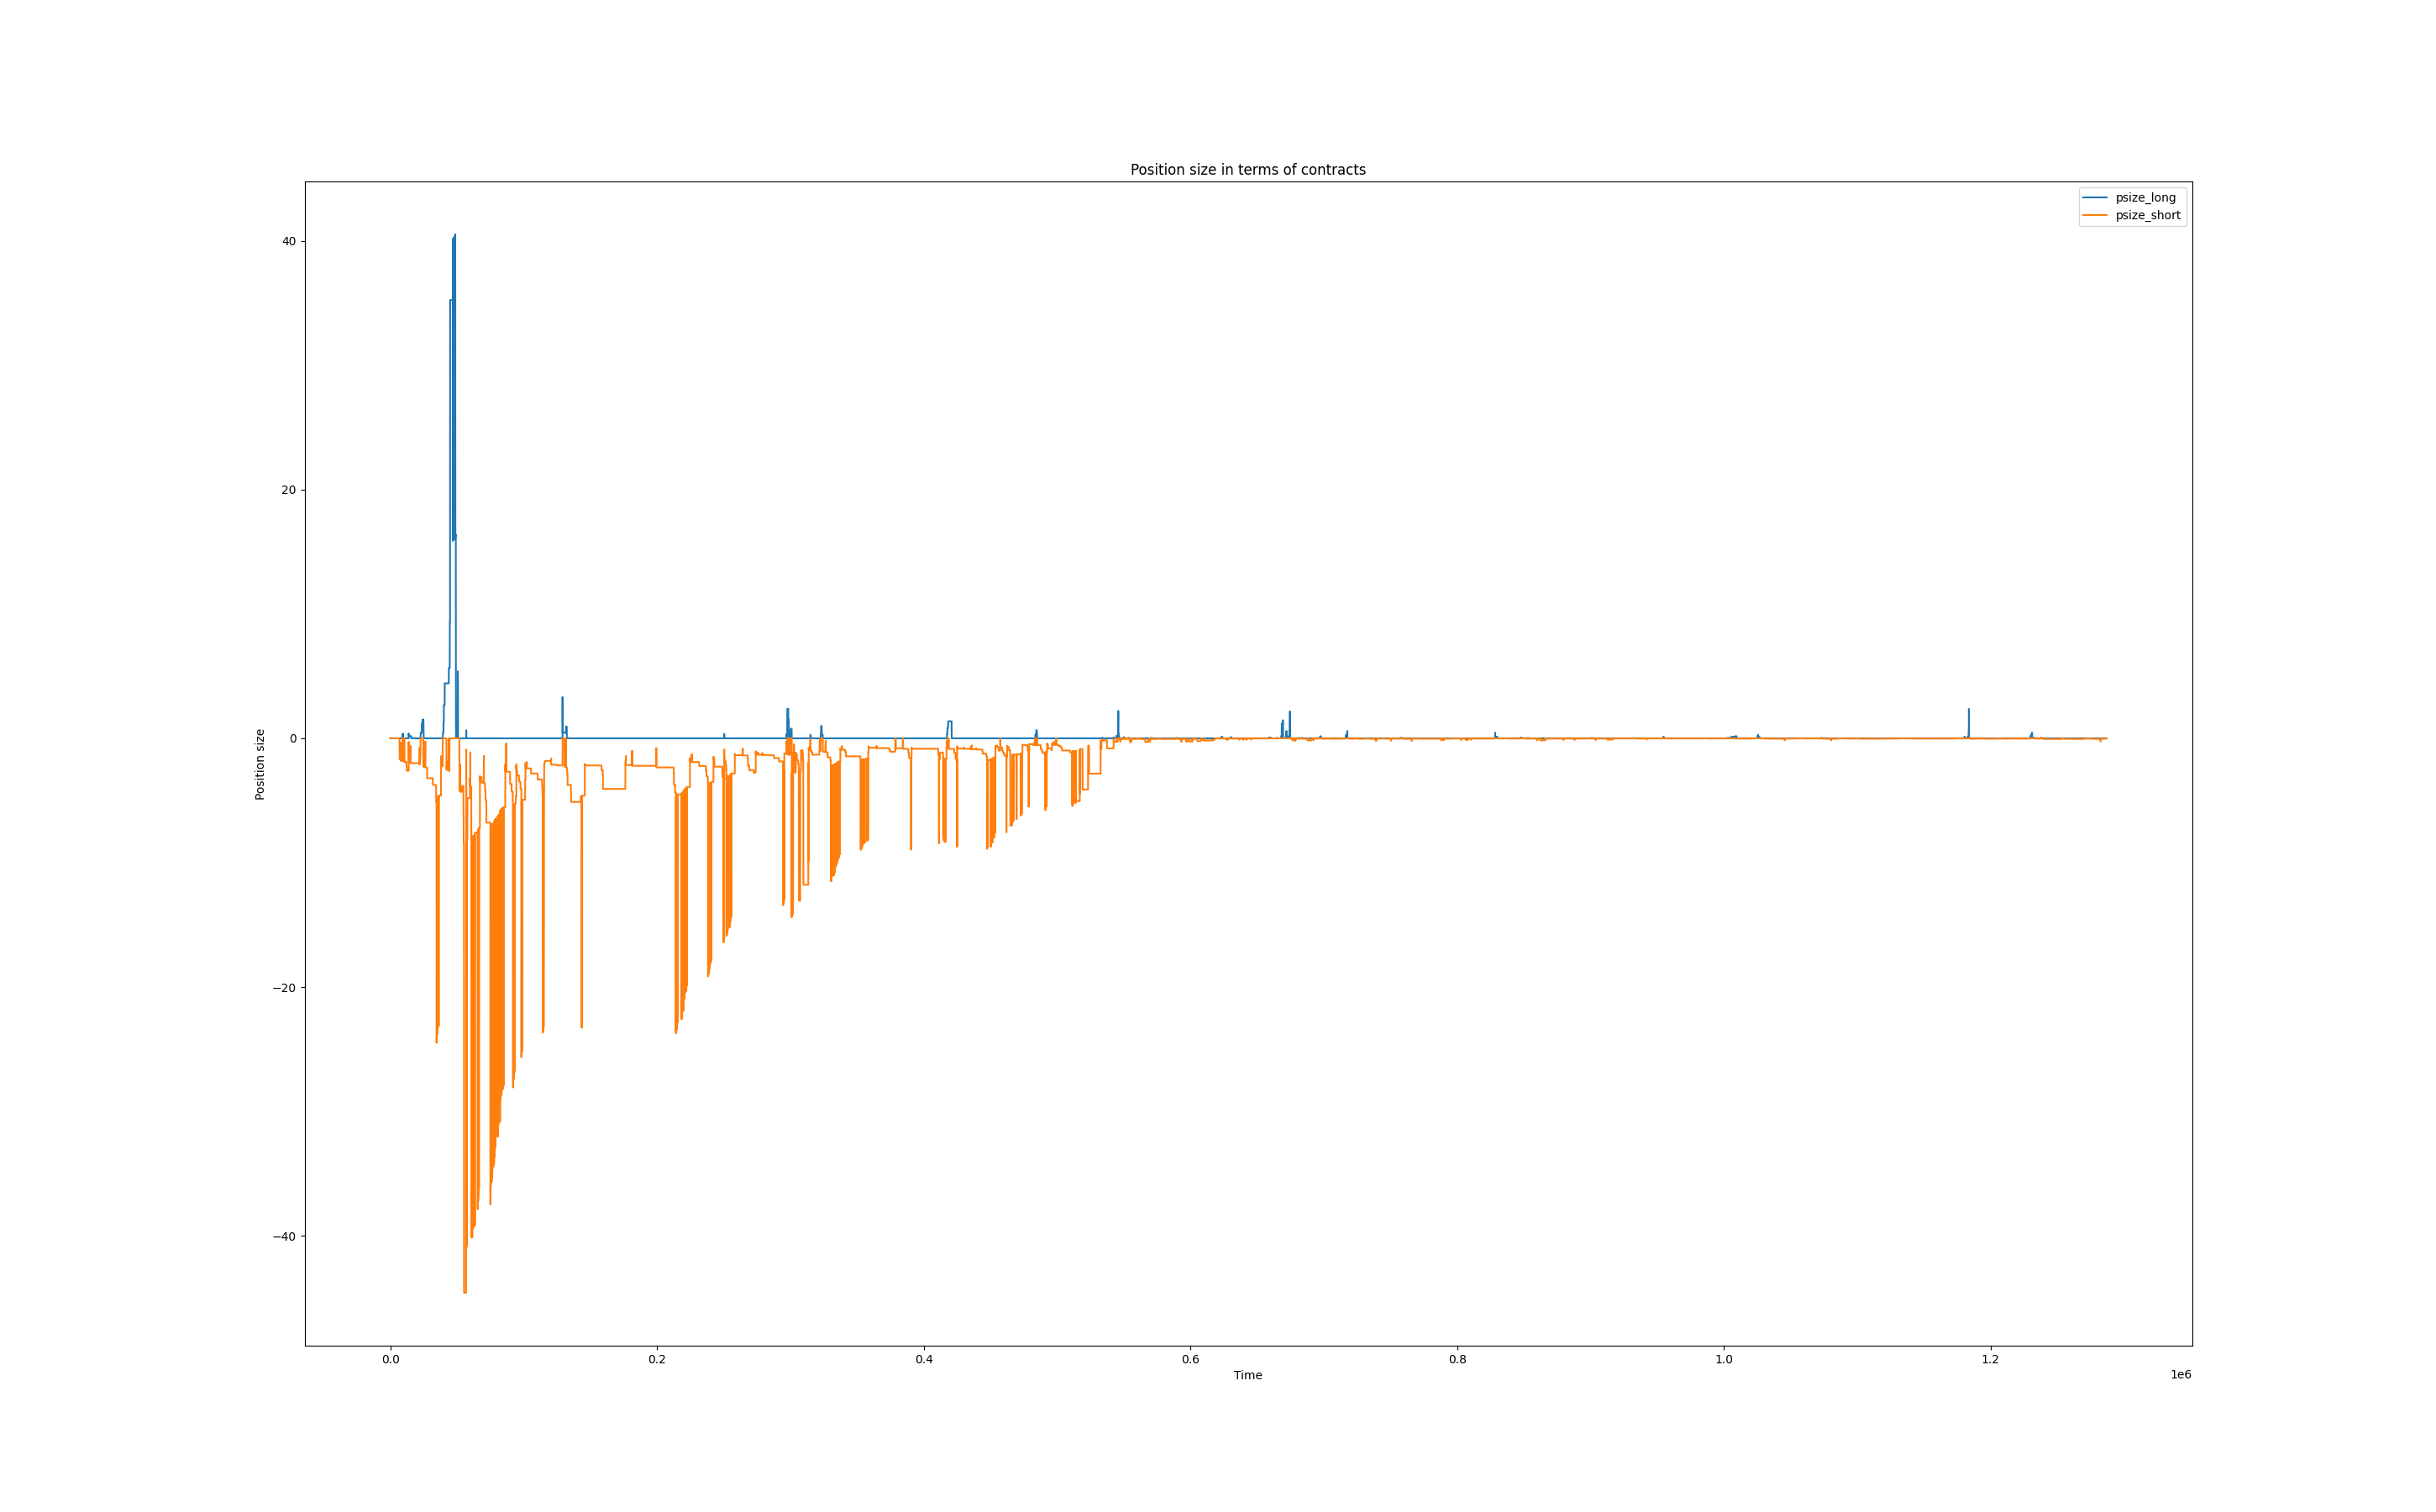 Position size in terms of contracts
psize_long
psize_short
40
20
0
−20
−40
Position size
0.0
0.2
0.4
0.6
0.8
1.0
1.2
1e6
Time